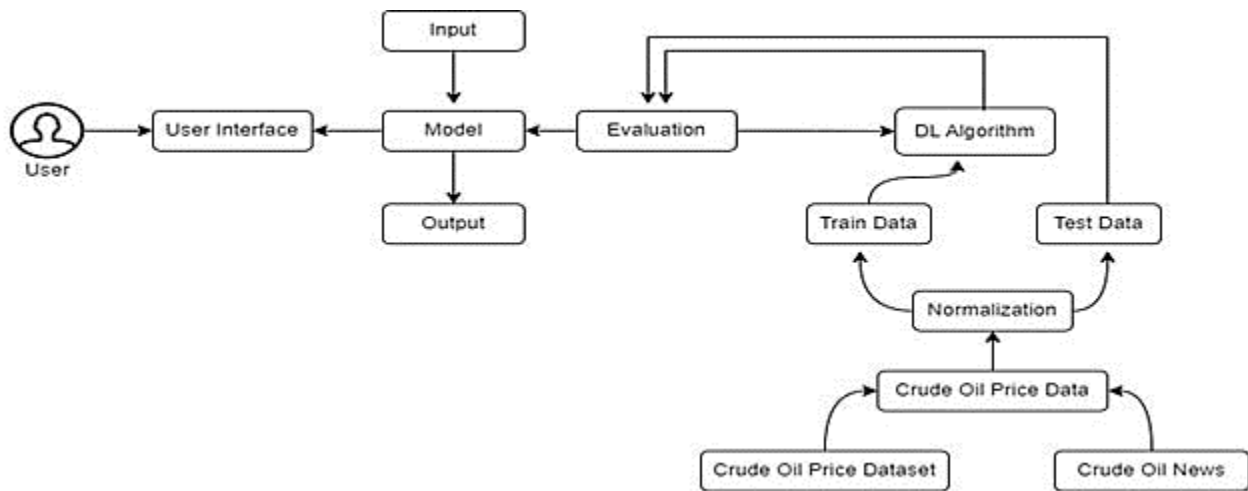 Input
User Interface
Model
Evaluation
DL Algorithm
User
Output
Train Data
Test Data
Normalization
Crude Oil Price Data
Crude Oil Price Dataset
Crude Oil News